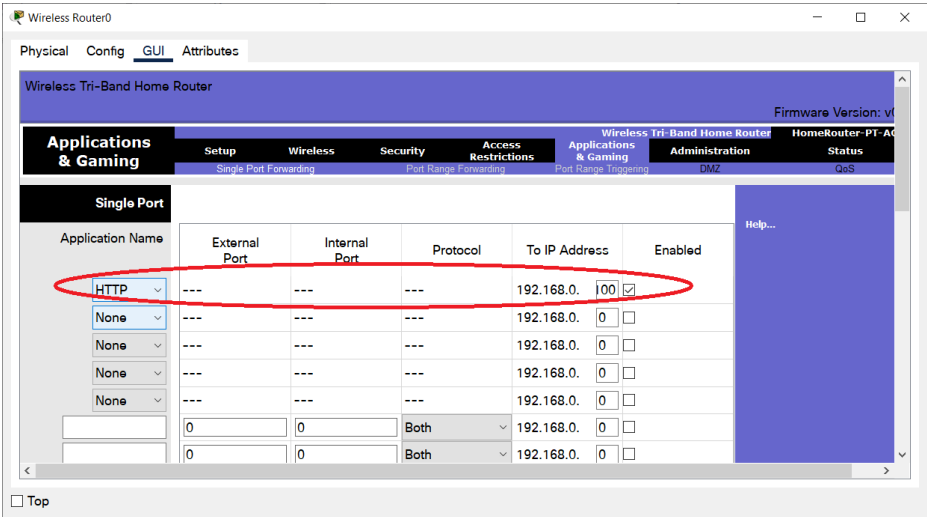 Wireless Router0
Physical Config GUI Attributes
Wireless Tri-Band Home Router
Firmware Version: v
Applications & Gaming
Wireless Tri-Band Home Router HomeRouter-PT-AC
Setup Wireless Security Access Restrictions Applications & Gaming Administration Status
Single Port Forwarding Port Range Forwarding Port Range Triggering DMZ QoS
Single Port
Help...
Application Name External Port Internal Port Protocol To IP Address Enabled
HTTP --- --- --- 192.168.0. 00
None --- --- --- 192.168.0. 0
None --- --- --- 192.168.0. 0
None --- --- --- 192.168.0. 0
None --- --- --- 192.168.0. 0
0 0 Both 192.168.0. 0
0 0 Both 192.168.0. 0
Top